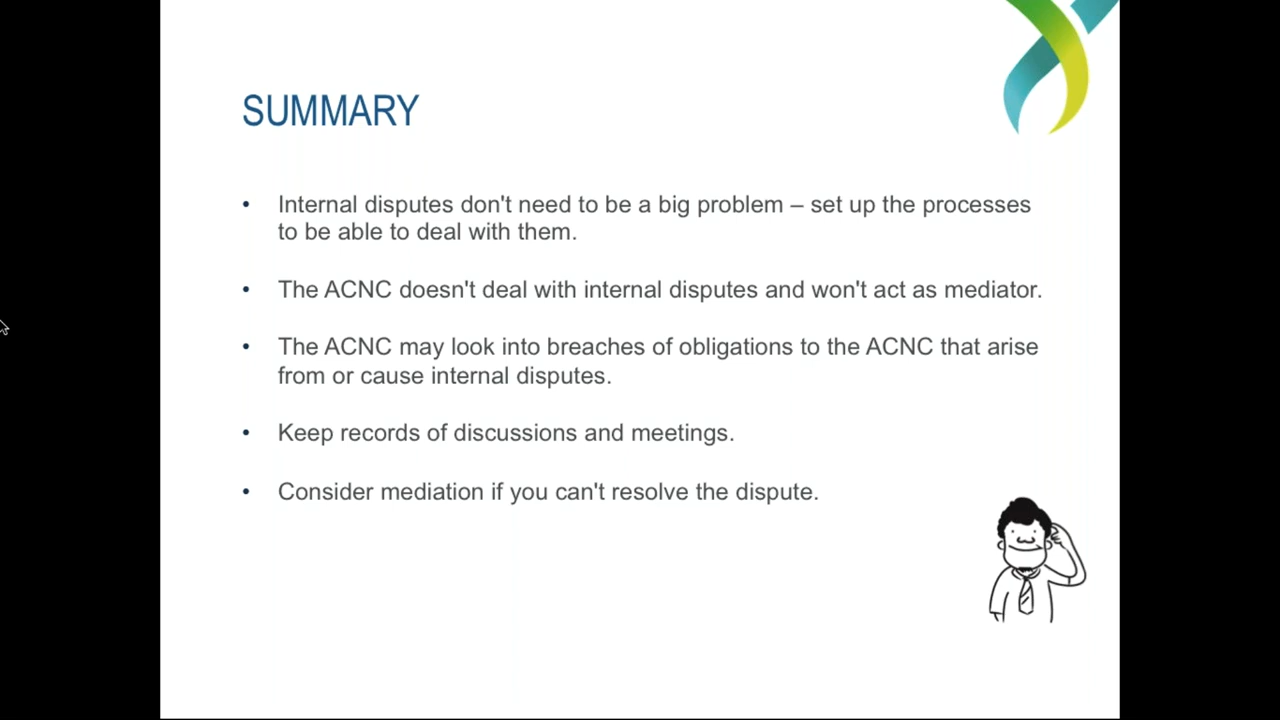 SUMMARY
• Internal disputes don't need to be a big problem – set up the processes
to be able to deal with them.
• The ACNC doesn't deal with internal disputes and won't act as mediator.
• The ACNC may look into breaches of obligations to the ACNC that arise
from or cause internal disputes.
• Keep records of discussions and meetings.
• Consider mediation if you can't resolve the dispute.